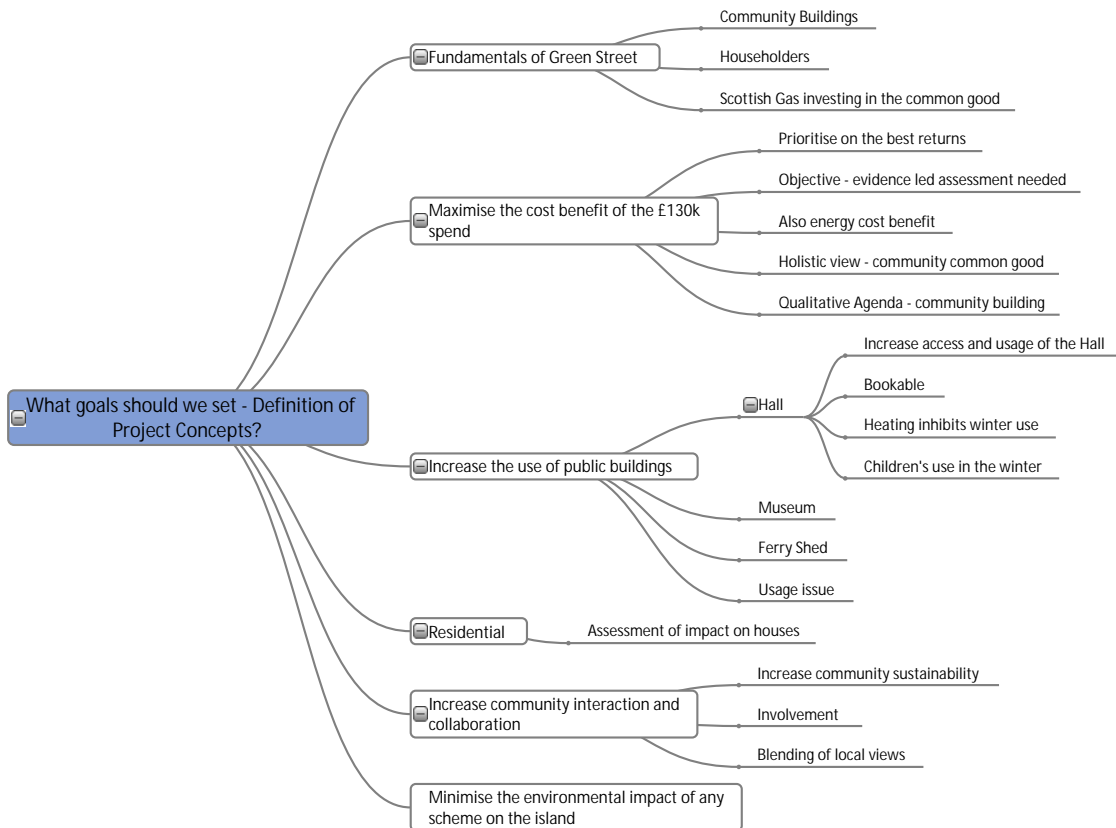 Community Buildings
Fundamentals of Green Street
Householders
Scottish Gas investing in the common good
Prioritise on the best returns
Objective - evidence led assessment needed
Maximise the cost benefit of the £130k
spend
Also energy cost benefit
Holistic view - community common good
Qualitative Agenda - community building
What goals should we set - Definition of
Project Concepts?
Increase the use of public buildings
Hall
Increase access and usage of the Hall
Bookable
Heating inhibits winter use
Children's use in the winter
Museum
Ferry Shed
Usage issue
Residential
Assessment of impact on houses
Increase community interaction and
collaboration
Increase community sustainability
Involvement
Blending of local views
Minimise the environmental impact of any
scheme on the island